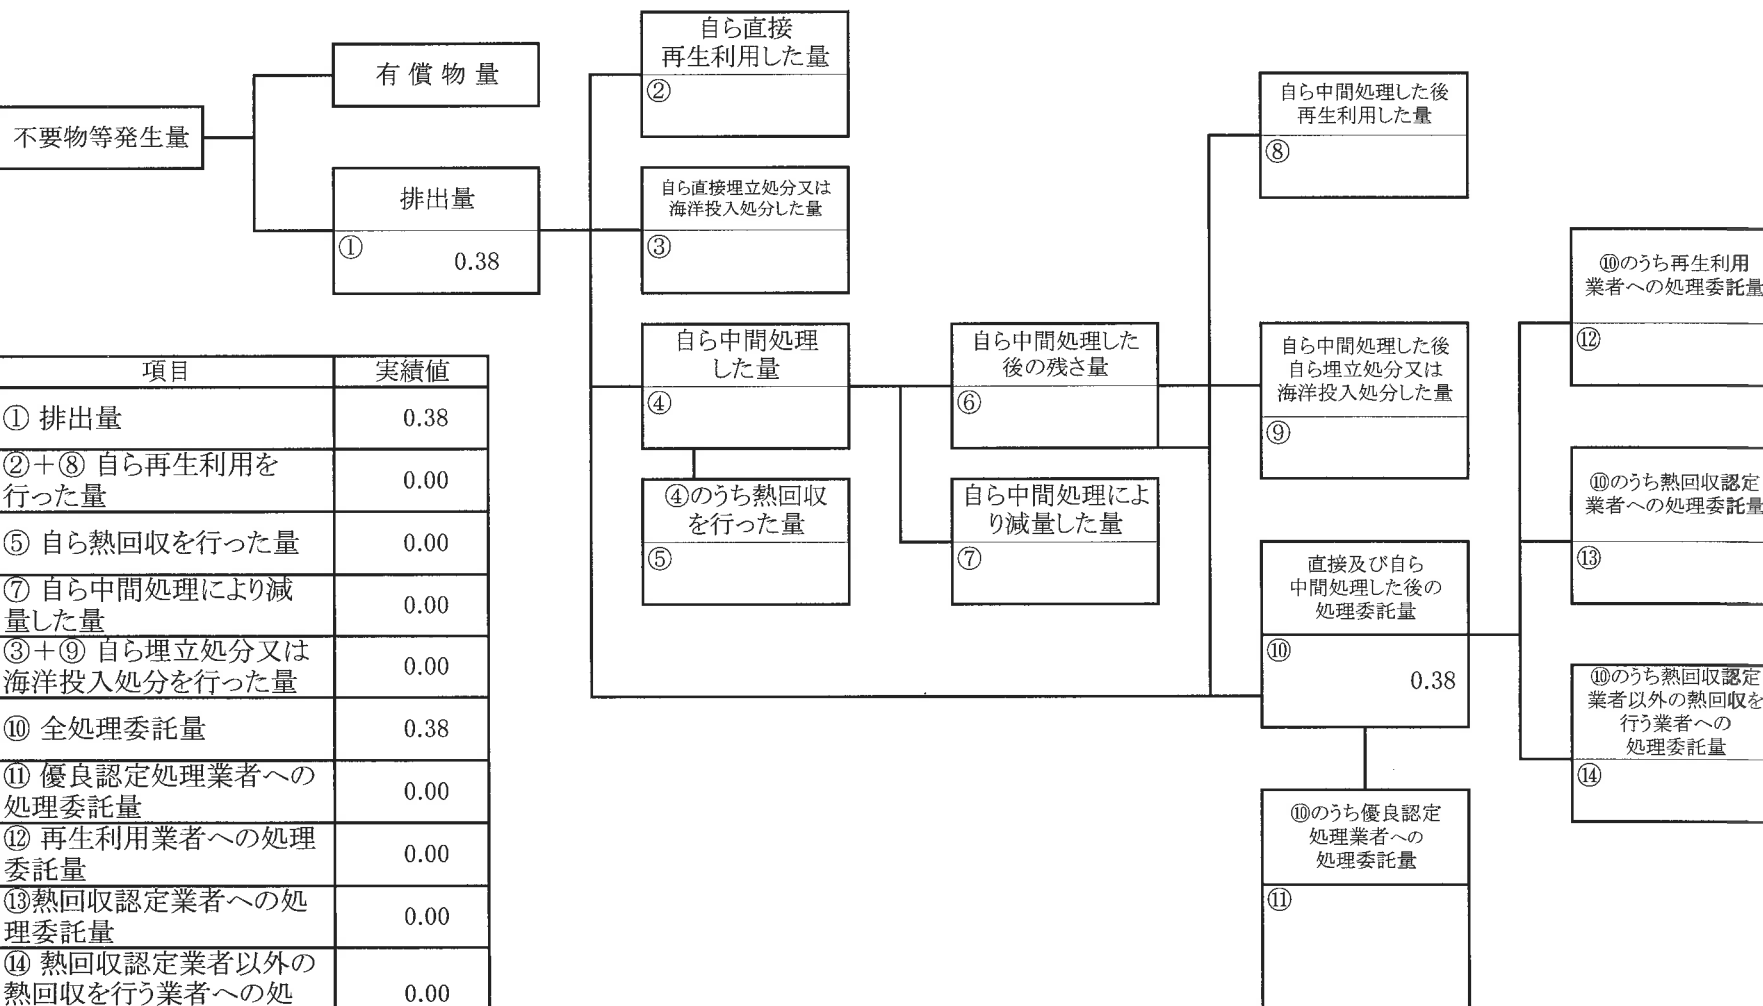 不要物等発生量
有償物量
排出量
①
0.38
自ら直接
再生利用した量
②
自ら直接埋立処分又は
海洋投入処分した量
③
自ら中間処理
した量
④
④のうち熱回収
を行った量
⑤
自ら中間処理した
後の残さ量
⑥
自ら中間処理によ
り減量した量
⑦
自ら中間処理した後
再生利用した量
⑧
自ら中間処理した後
自ら埋立処分又は
海洋投入処分した量
⑨
直接及び自ら
中間処理した後の
処理委託量
⑩
0.38
⑩のうち優良認定
処理業者への
処理委託量
⑪
⑩のうち再生利用
業者への処理委託量
⑫
⑩のうち熱回収認定
業者への処理委託量
⑬
⑩のうち熱回収認定
業者以外の熱回収を
行う業者への
処理委託量
⑭
項目 実績値
① 排出量 0.38
②+⑧ 自ら再生利用を
行った量 0.00
⑤ 自ら熱回収を行った量 0.00
⑦ 自ら中間処理により減
量した量 0.00
③+⑨ 自ら埋立処分又は
海洋投入処分を行った量 0.00
⑩ 全処理委託量 0.38
⑪ 優良認定処理業者への
処理委託量 0.00
⑫ 再生利用業者への処理
委託量 0.00
⑬熱回収認定業者への処
理委託量 0.00
⑭ 熱回収認定業者以外の
熱回収を行う業者への処 0.00